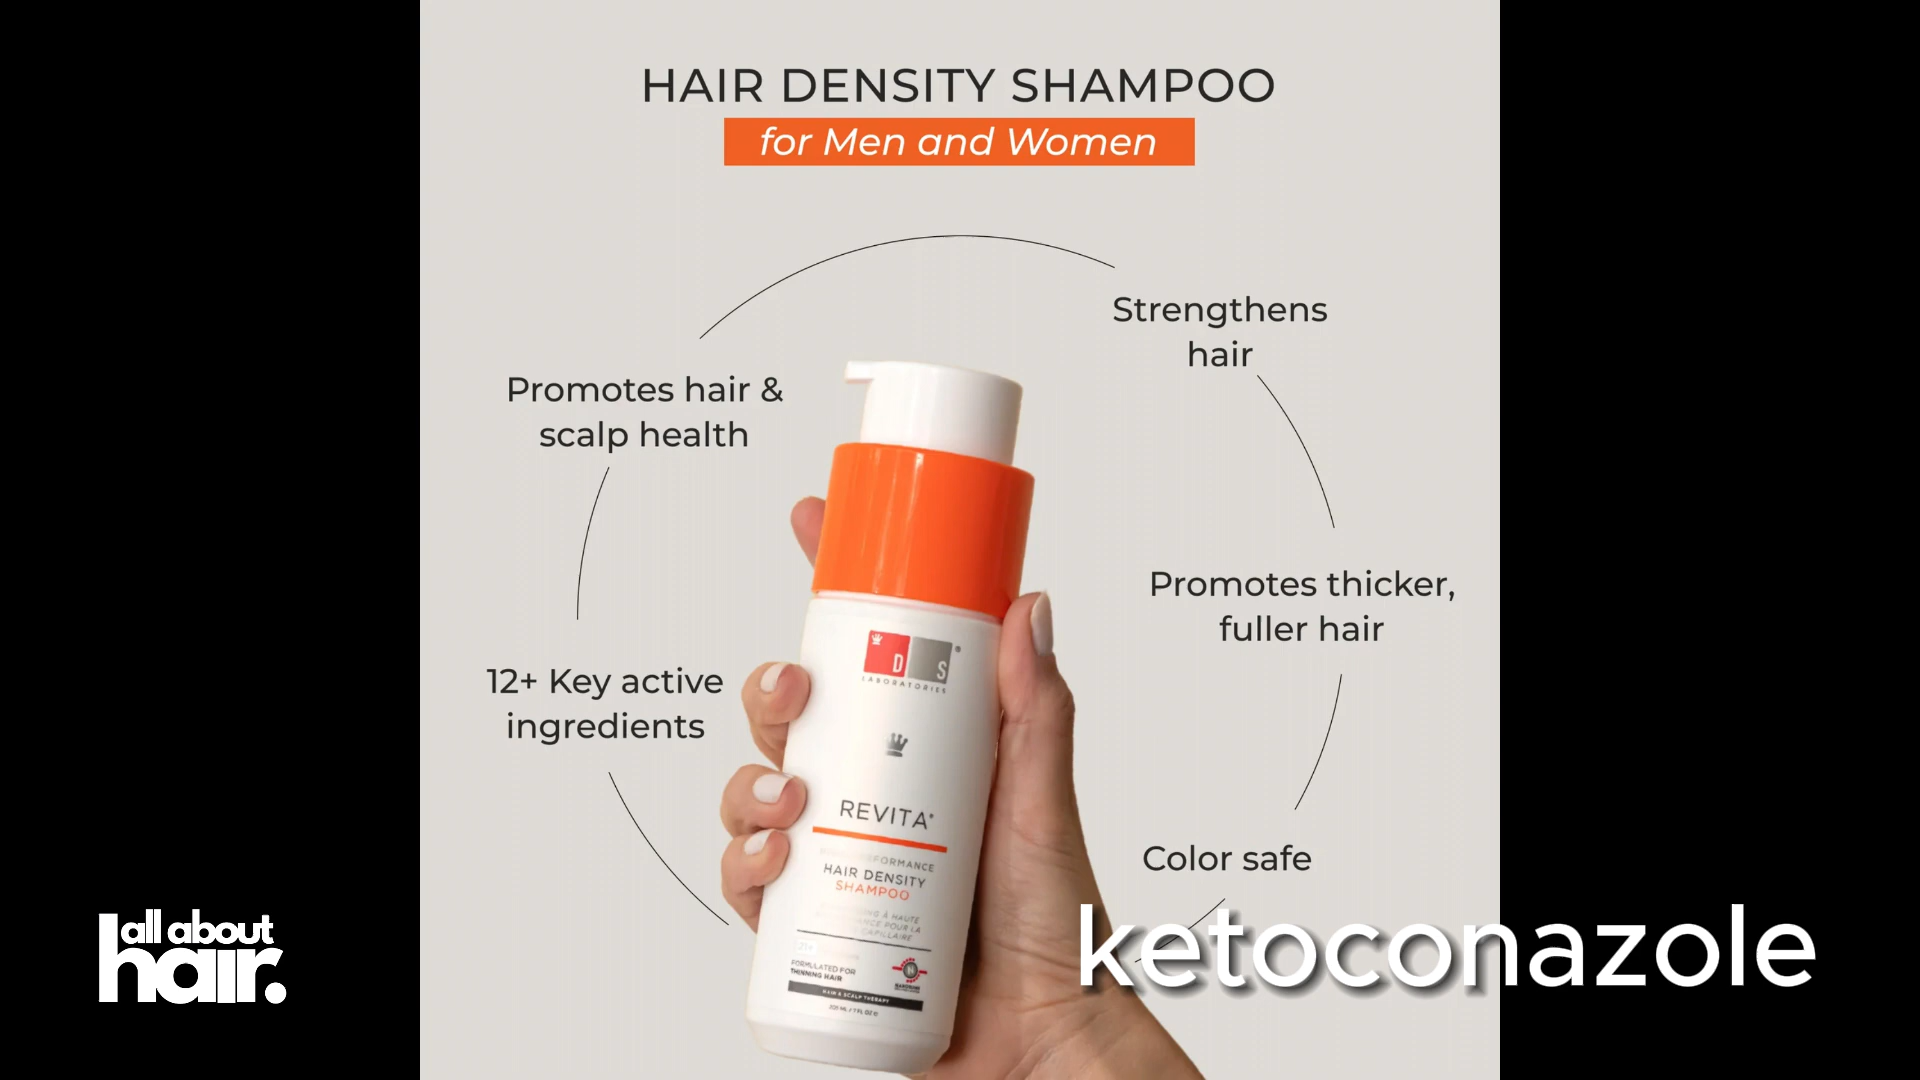 HAIR DENSITY SHAMPOO
for Men and Women
Strengthens
hair
Promotes hair &
scalp health
Promotes thicker,
fuller hair
12+ Key active
ingredients
Color safe
D S
LABORATORIES
REVITA
HAIR DENSITY
SHAMPOO
FORMULATED FOR
THINNING HAIR
HAIR & SCALP THERAPY
all about
hair.
ketoconazole